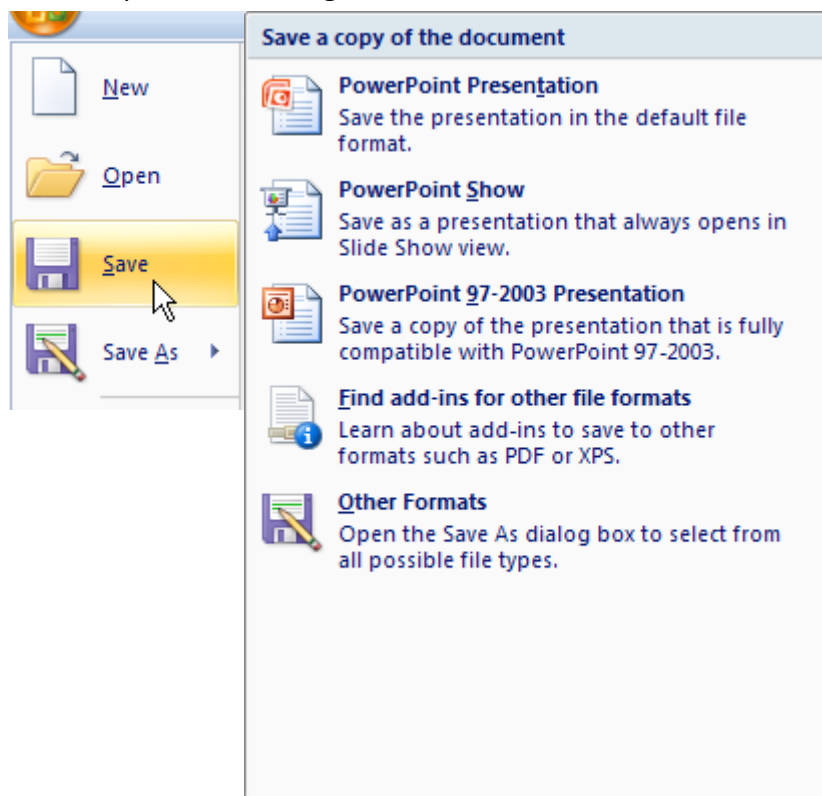 Save a copy of the document
New
Open
Save
Save As
PowerPoint Presentation
Save the presentation in the default file
format.
PowerPoint Show
Save as a presentation that always opens in
Slide Show view.
PowerPoint 97-2003 Presentation
Save a copy of the presentation that is fully
compatible with PowerPoint 97-2003.
Find add-ins for other file formats
Learn about add-ins to save to other
formats such as PDF or XPS.
Other Formats
Open the Save As dialog box to select from
all possible file types.